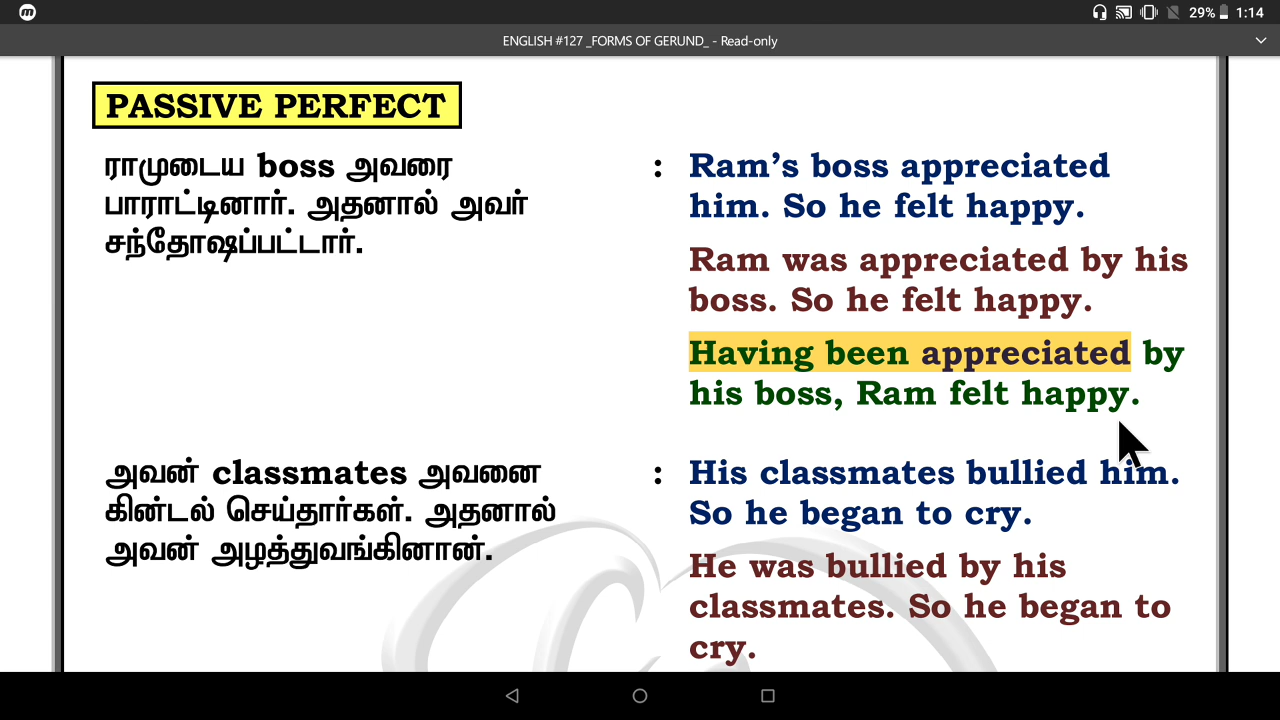 29% 1:14
ENGLISH #127 _FORMS OF GERUND_ - Read-only
PASSIVE PERFECT
ராமுடைய boss அவரை
பாராட்டினார். அதனால் அவர்
சந்தோஷப்பட்டார்.
: Ram’s boss appreciated
him. So he felt happy.
Ram was appreciated by his
boss. So he felt happy.
Having been appreciated by
his boss, Ram felt happy.
அவன் classmates அவனை
கின்டல் செய்தார்கள். அதனால்
அவன் அழத்துவங்கினான்.
: His classmates bullied him.
So he began to cry.
He was bullied by his
classmates. So he began to
cry.